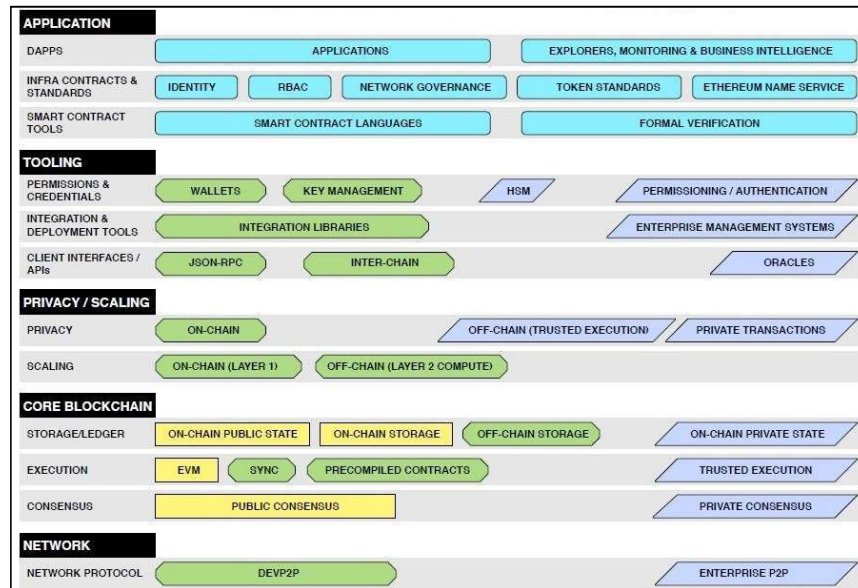 APPLICATION
DAPPS
APPLICATIONS
EXPLORERS, MONITORING & BUSINESS INTELLIGENCE
INFRA CONTRACTS &
STANDARDS
IDENTITY
RBAC
NETWORK GOVERNANCE
TOKEN STANDARDS
ETHEREUM NAME SERVICE
SMART CONTRACT
TOOLS
SMART CONTRACT LANGUAGES
FORMAL VERIFICATION
TOOLING
PERMISSIONS &
CREDENTIALS
WALLETS
KEY MANAGEMENT
HSM
PERMISSIONING / AUTHENTICATION
INTEGRATION &
DEPLOYMENT TOOLS
INTEGRATION LIBRARIES
ENTERPRISE MANAGEMENT SYSTEMS
CLIENT INTERFACES /
APIs
JSON-RPC
INTER-CHAIN
ORACLES
PRIVACY / SCALING
PRIVACY
ON-CHAIN
OFF-CHAIN (TRUSTED EXECUTION)
PRIVATE TRANSACTIONS
SCALING
ON-CHAIN (LAYER 1)
OFF-CHAIN (LAYER 2 COMPUTE)
CORE BLOCKCHAIN
STORAGE/LEDGER
ON-CHAIN PUBLIC STATE
ON-CHAIN STORAGE
OFF-CHAIN STORAGE
ON-CHAIN PRIVATE STATE
EXECUTION
EVM
SYNC
PRECOMPILED CONTRACTS
TRUSTED EXECUTION
CONSENSUS
PUBLIC CONSENSUS
PRIVATE CONSENSUS
NETWORK
NETWORK PROTOCOL
DEVP2P
ENTERPRISE P2P